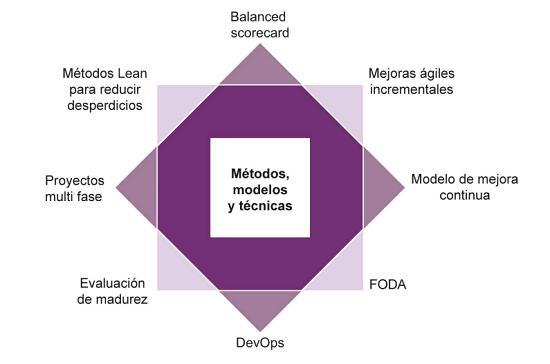 Balanced
scorecard
Métodos Lean
para reducir
desperdicios
Mejoras ágiles
incrementales
Proyectos
multi fase
Métodos,
modelos
y técnicas
Modelo de mejora
continua
Evaluación
de madurez
FODA
DevOps